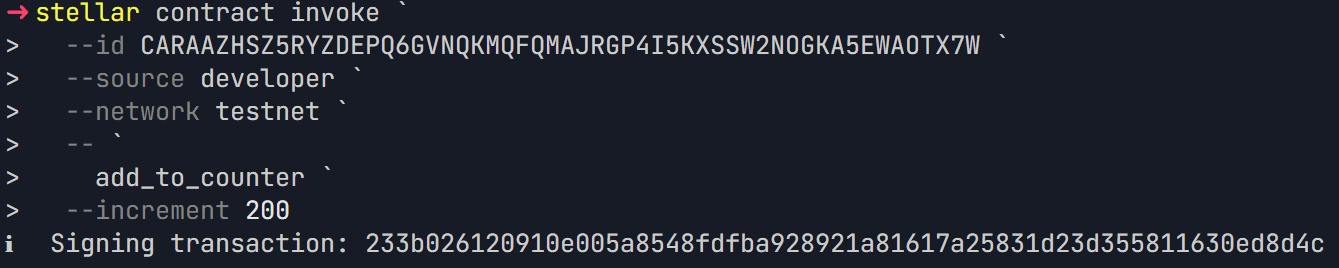 ➜ stellar contract invoke `
>   --id CARAAZHSZ5RYZDEPQ6GVNQKMQFQMAJRGP4I5KXSSW2NOGKA5EWAOTX7W `
>   --source developer `
>   --network testnet `
>   -- `
>     add_to_counter `
>   --increment 200
ℹ  Signing transaction: 233b026120910e005a8548fdfba928921a81617a25831d23d355811630ed8d4c